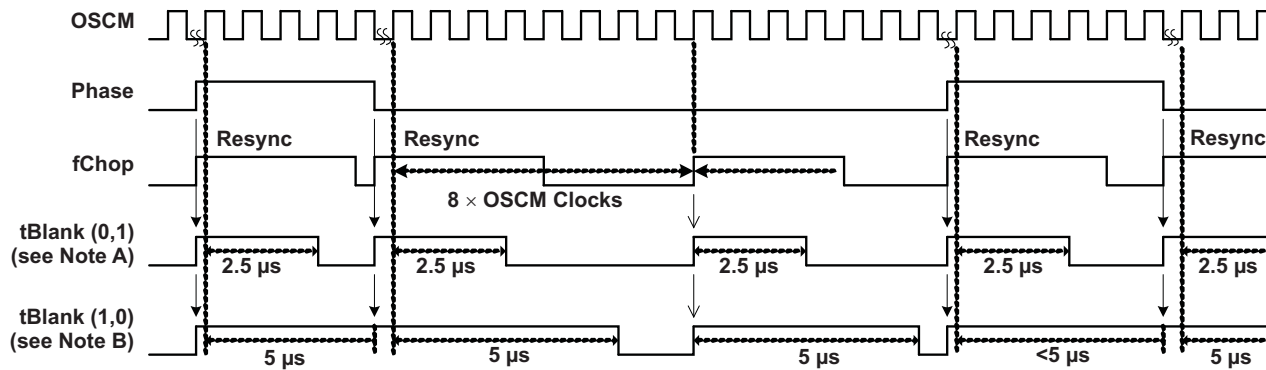 OSCM
Phase
Resync Resync Resync Resync
fChop
8 × OSCM Clocks
tBlank (0,1)
(see Note A)
2.5 µs 2.5 µs 2.5 µs 2.5 µs 2.5 µs
tBlank (1,0)
(see Note B)
5 µs 5 µs 5 µs <5 µs 5 µs